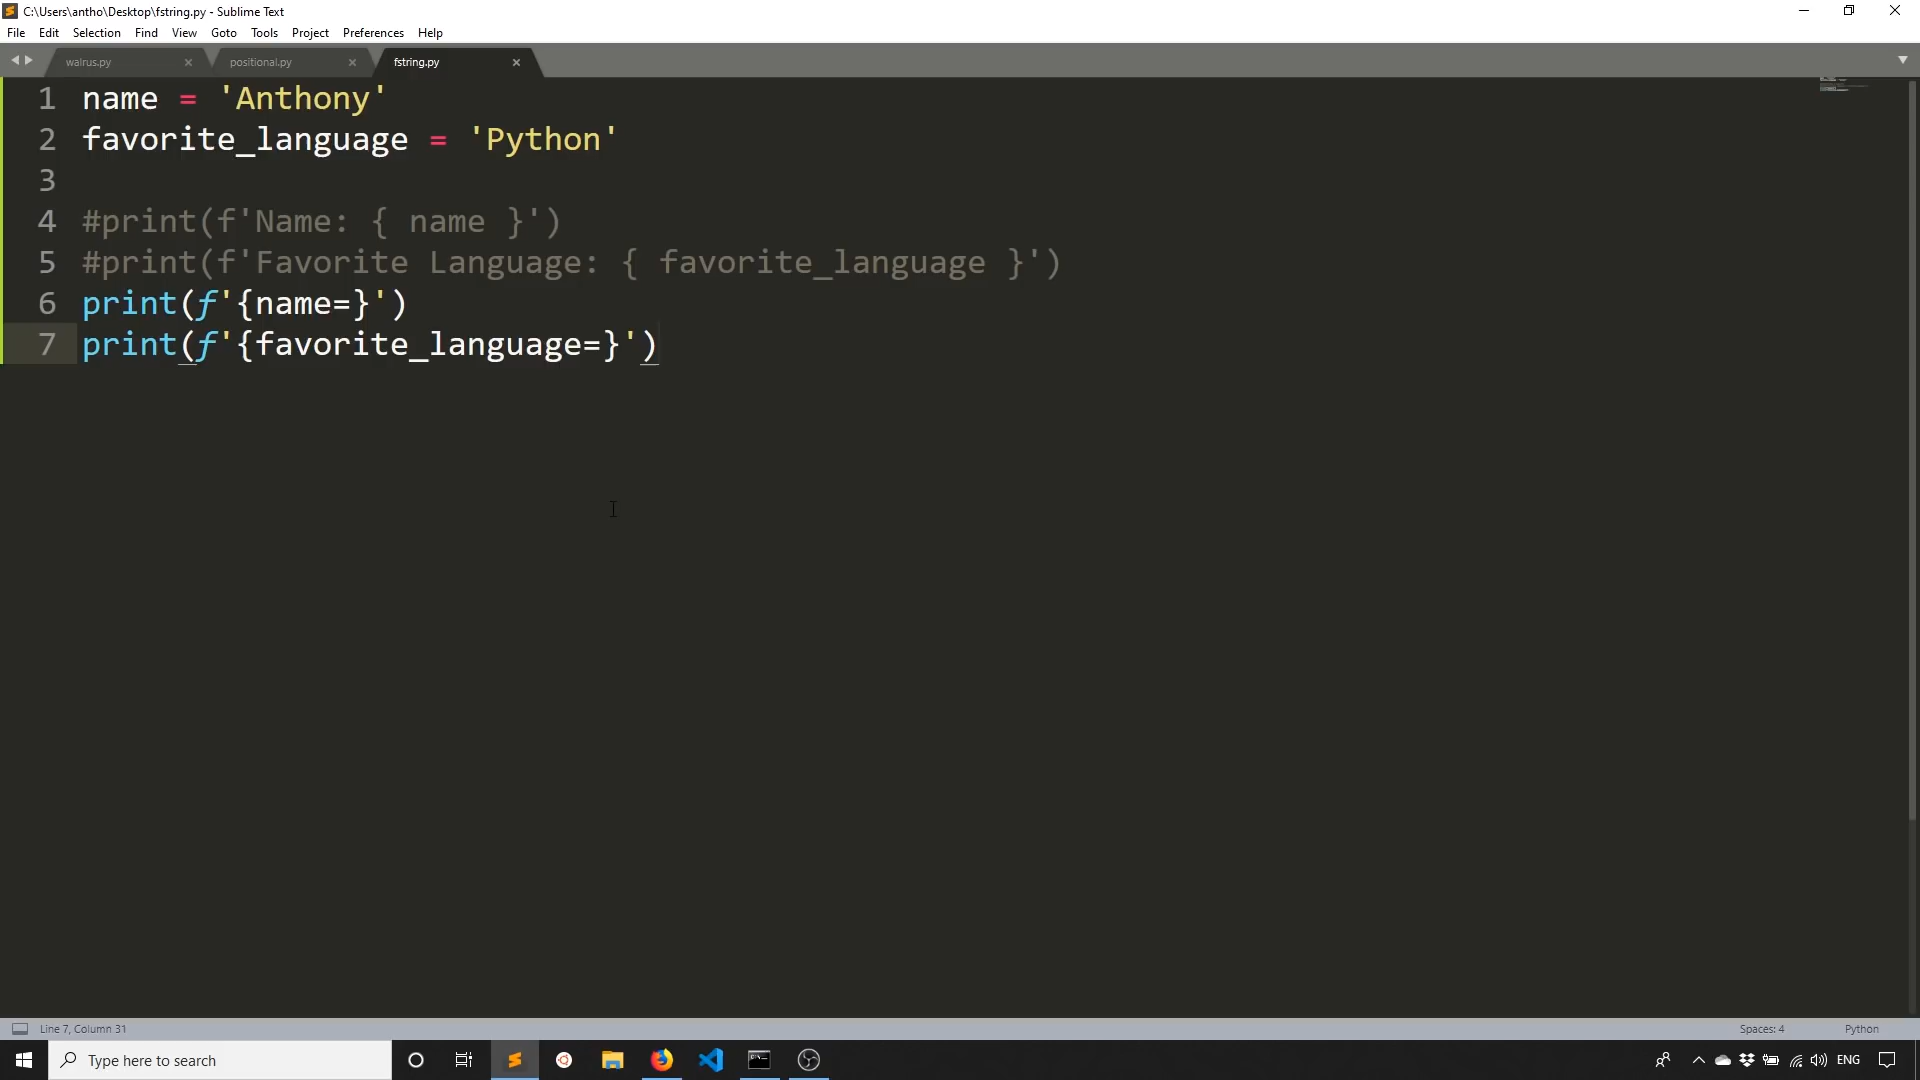 C:\Users\antho\Desktop\fstring.py - Sublime Text
File Edit Selection Find View Goto Tools Project Preferences Help
walrus.py positional.py fstring.py
1 name = 'Anthony'
2 favorite_language = 'Python'
3
4 #print(f'Name: { name }')
5 #print(f'Favorite Language: { favorite_language }')
6 print(f'{name=}')
7 print(f'{favorite_language=}')
Line 7, Column 31 Spaces: 4 Python
Type here to search ENG